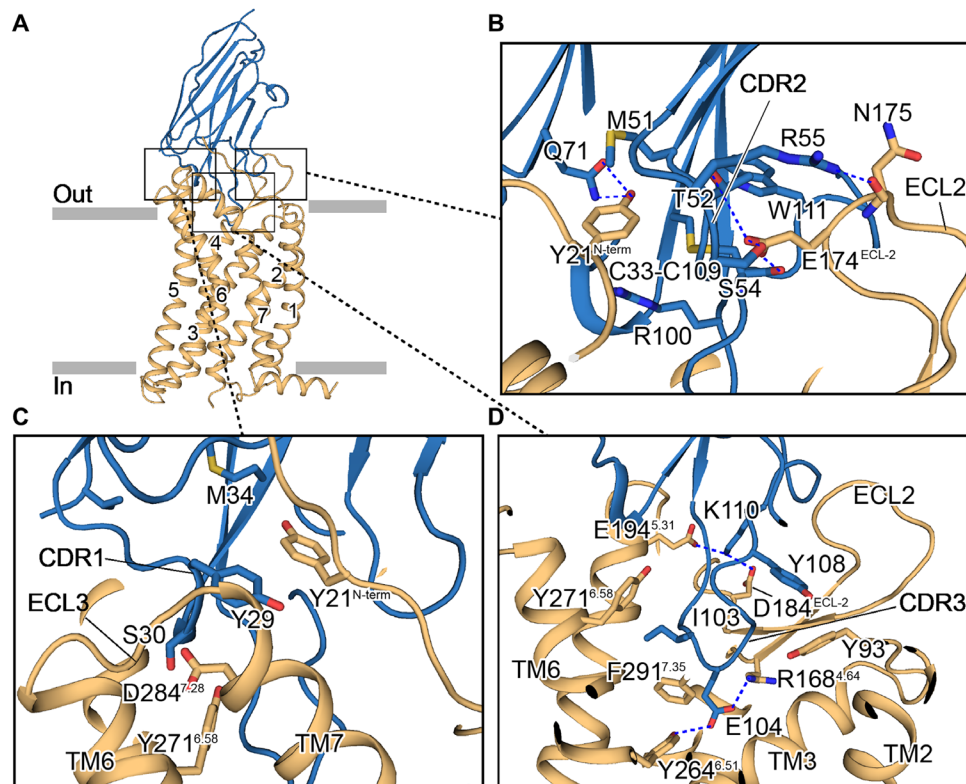 A
Out
4
2
5
6
1
7
3
In
B
CDR2
N175
M51
R55
Q71
ECL2
T52
W111
Y21N-term
E174ECL-2
C33-C109
S54
R100
C
M34
CDR1
Y21N-term
ECL3
Y29
S30
D2847.28
Y2716.58
TM6
TM7
D
ECL2
K110
E1945.31
Y108
Y2716.58
D184ECL-2
CDR3
I103
Y93
TM6
F2917.35
R1684.64
E104
TM3
TM2
Y2646.51